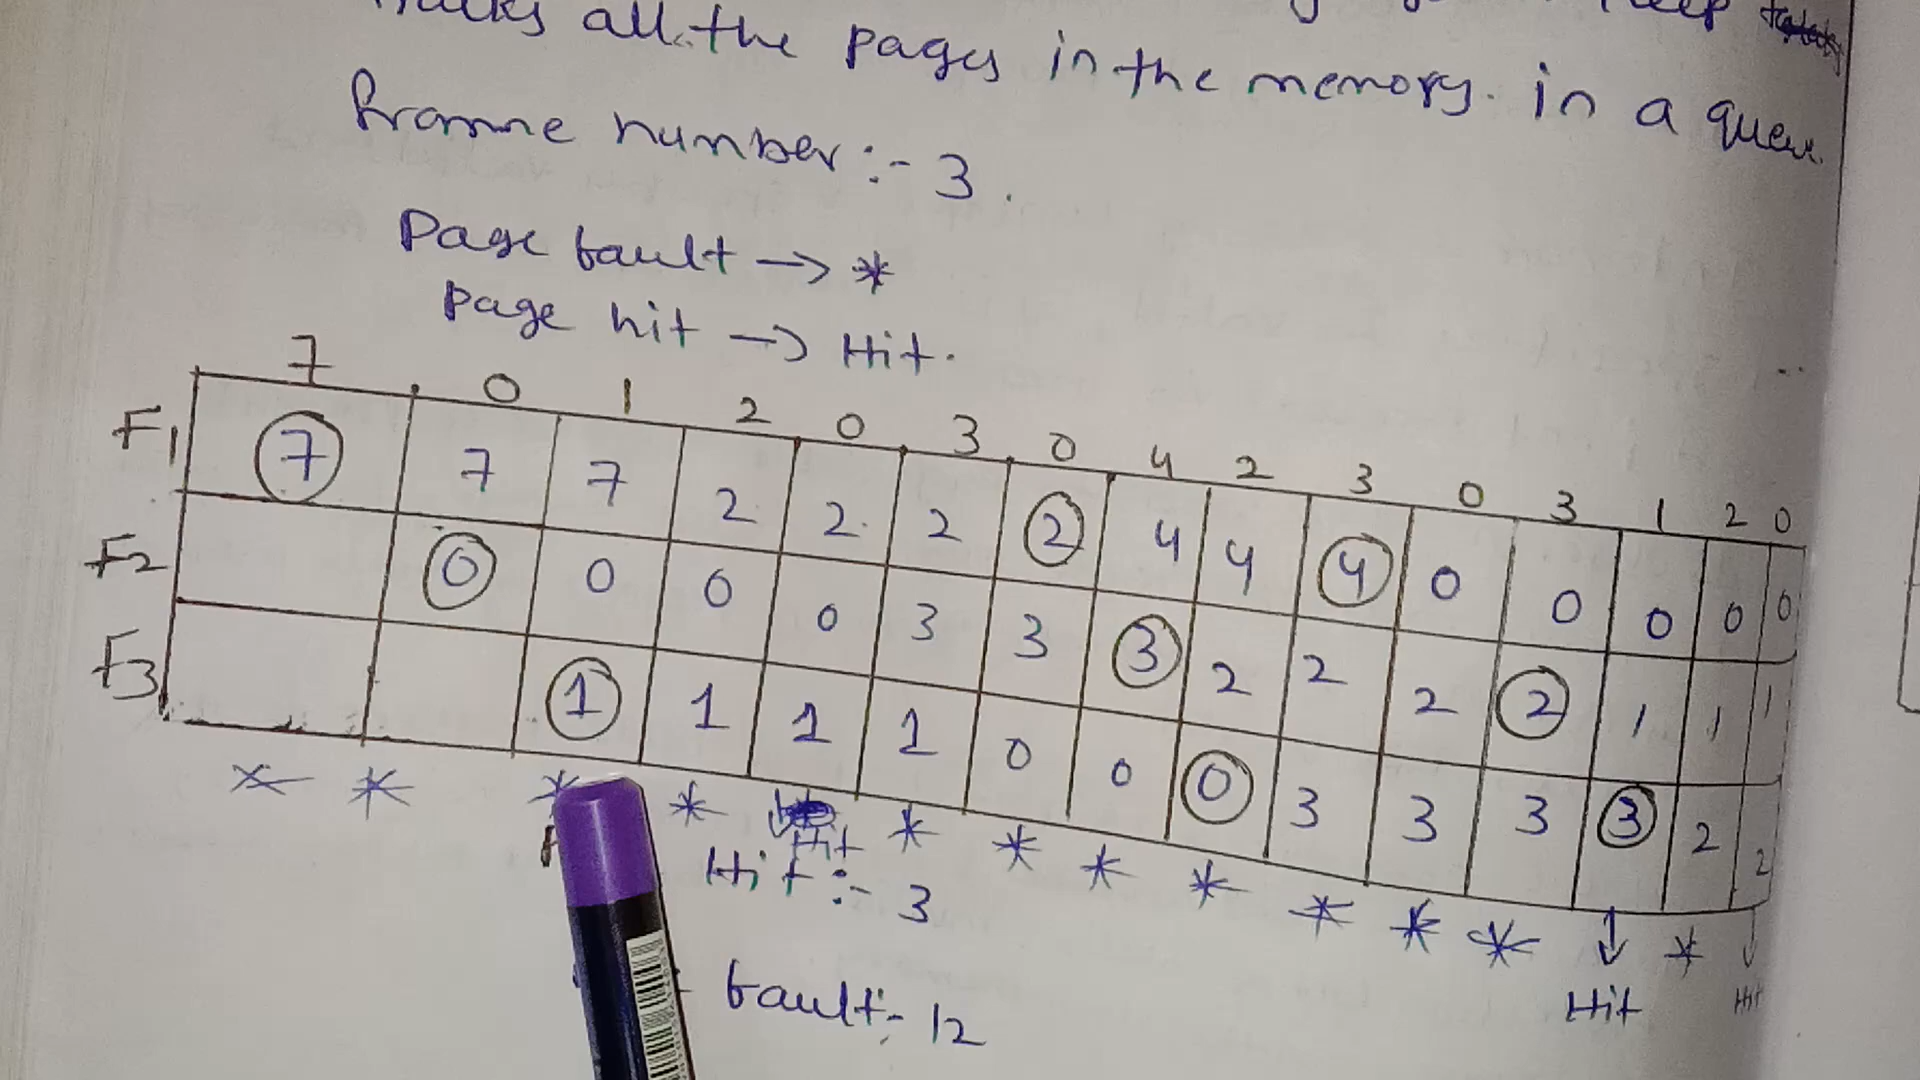 all the pages in the memory. in a queue.
frame number:- 3.
Page fault → *
Page hit → Hit.
7 0 1 2 0 3 0 4 2 3 0 3 1 2 0
F1 7 7 7 2 2 2 2 4 4 4 0 0 0 0 0
F2 0 0 0 0 3 3 3 2 2 2 2 1 1 1
F3 1 1 1 1 0 0 0 3 3 3 3 2 2
* * * * Hit * * * * * * * Hit * Hit
Hit :- 3
fault:- 12